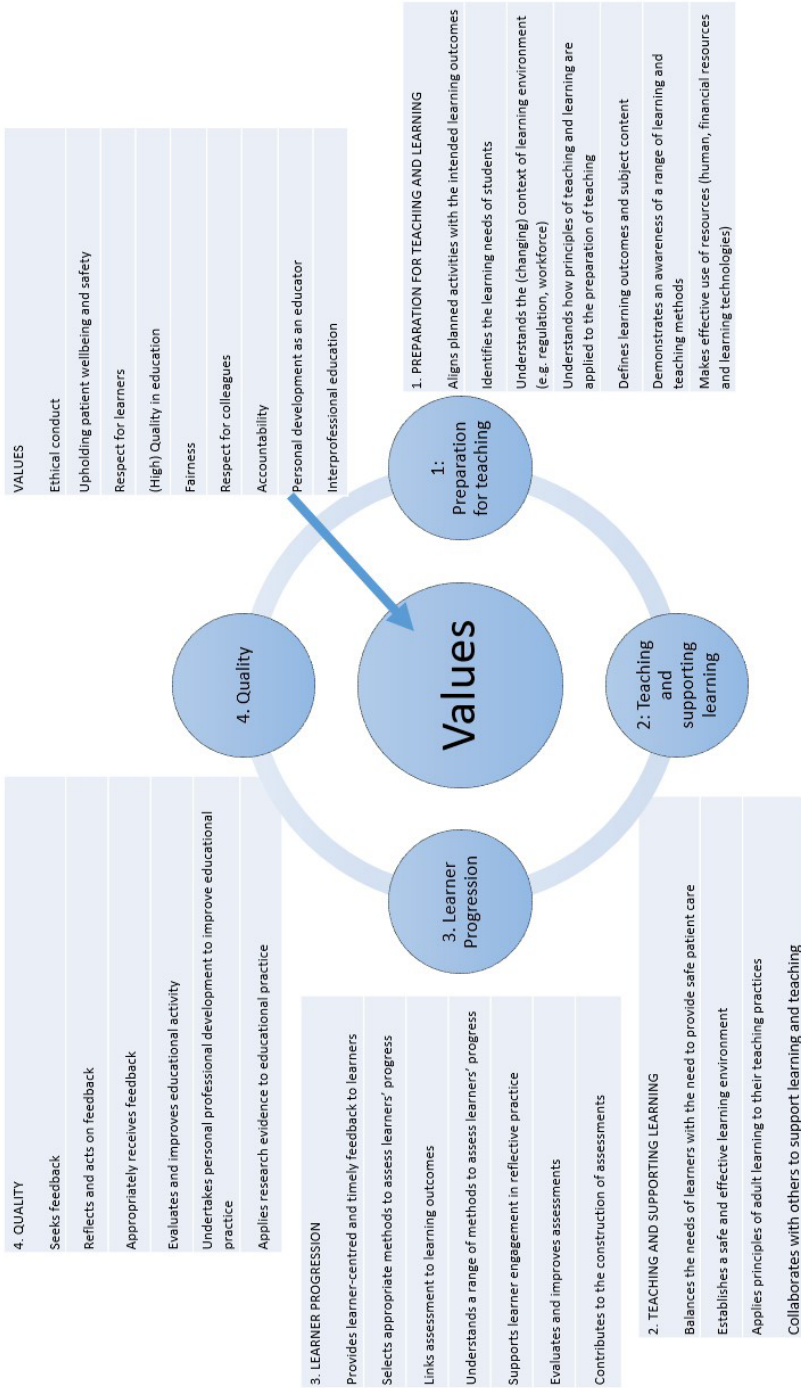 4. QUALITY
Seeks feedback
Reflects and acts on feedback
Appropriately receives feedback
Evaluates and improves educational activity
Undertakes personal professional development to improve educational
practice
Applies research evidence to educational practice
VALUES
Ethical conduct
Upholding patient wellbeing and safety
Respect for learners
(High) Quality in education
Fairness
Respect for colleagues
Accountability
Personal development as an educator
Interprofessional education
4. Quality
Values
1:
Preparation
for teaching
2: Teaching
and
supporting
learning
3. Learner
Progression
3. LEARNER PROGRESSION
Provides learner-centred and timely feedback to learners
Selects appropriate methods to assess learners’ progress
Links assessment to learning outcomes
Understands a range of methods to assess learners’ progress
Supports learner engagement in reflective practice
Evaluates and improves assessments
Contributes to the construction of assessments
1. PREPARATION FOR TEACHING AND LEARNING
Aligns planned activities with the intended learning outcomes
Identifies the learning needs of students
Understands the (changing) context of learning environment
(e.g. regulation, workforce)
Understands how principles of teaching and learning are
applied to the preparation of teaching
Defines learning outcomes and subject content
Demonstrates an awareness of a range of learning and
teaching methods
Makes effective use of resources (human, financial resources
and learning technologies)
2. TEACHING AND SUPPORTING LEARNING
Balances the needs of learners with the need to provide safe patient care
Establishes a safe and effective learning environment
Applies principles of adult learning to their teaching practices
Collaborates with others to support learning and teaching